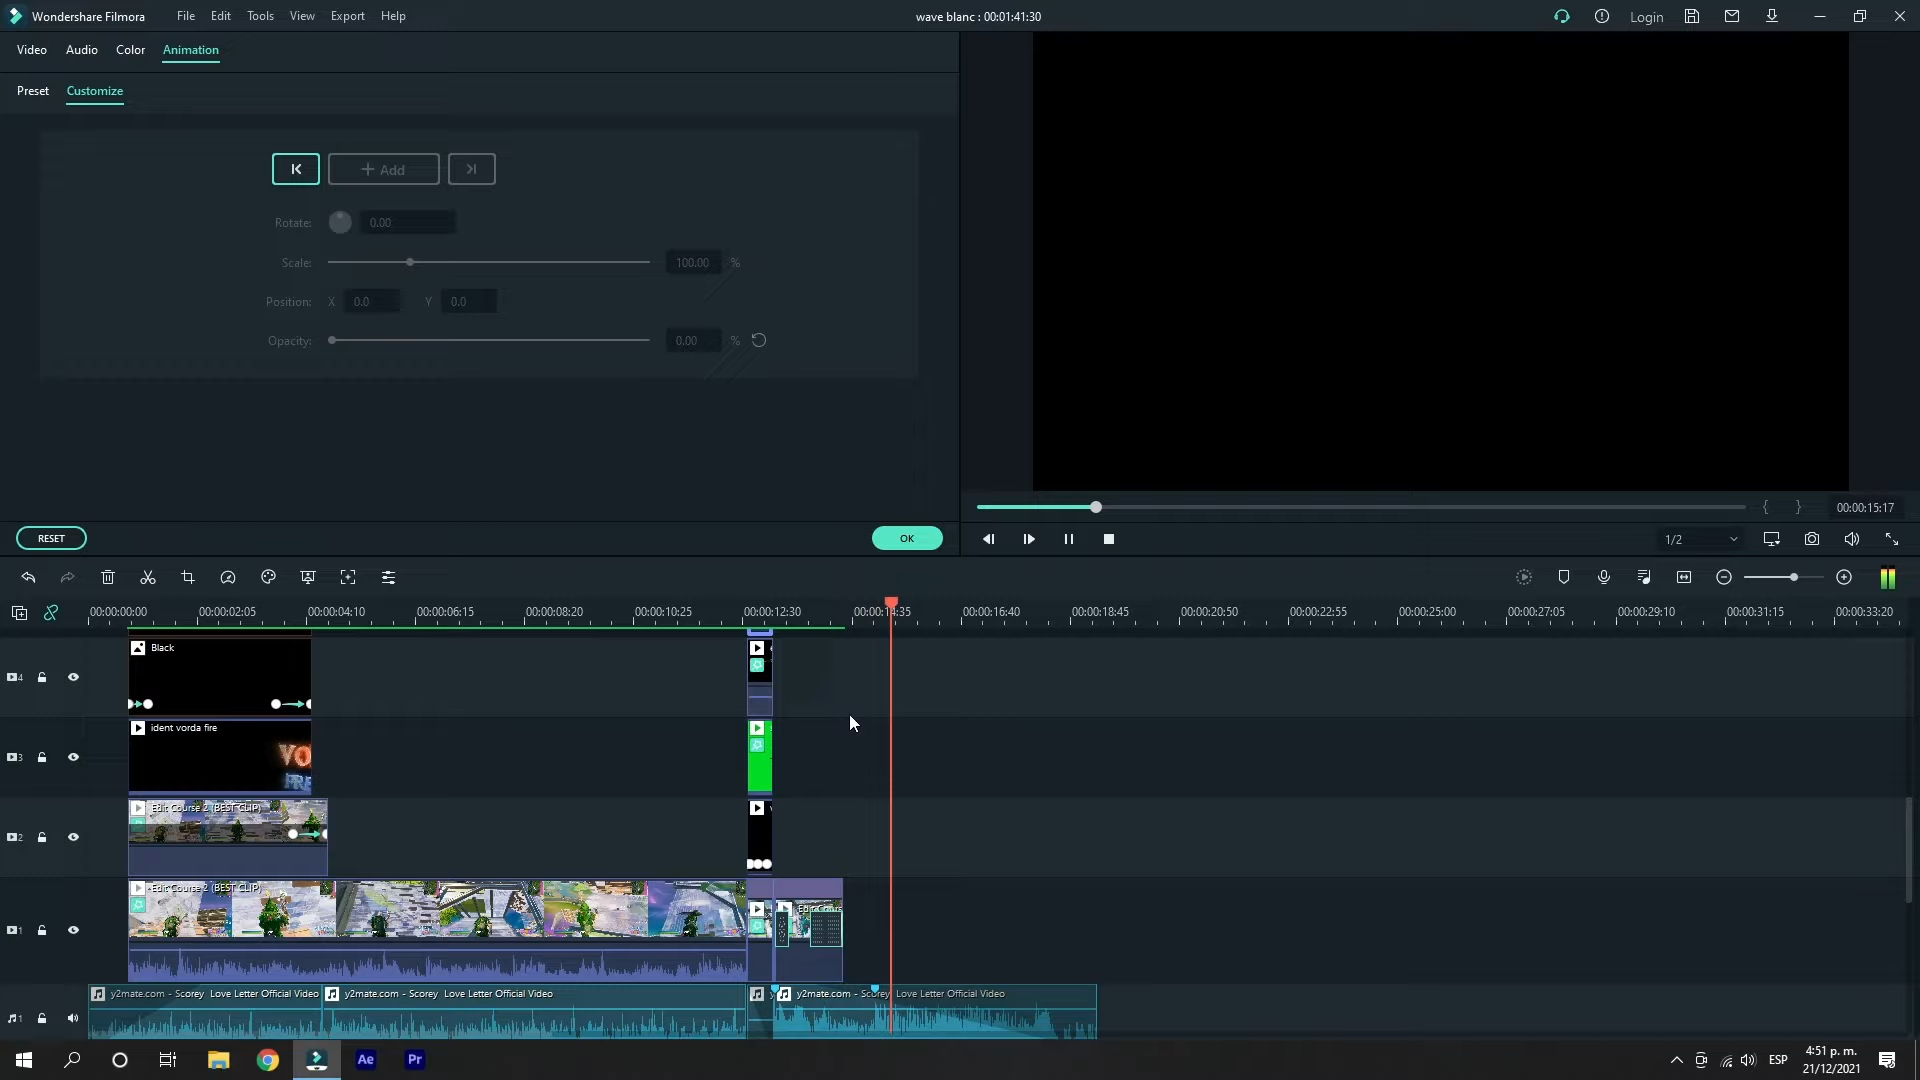 Wondershare Filmora File Edit Tools View Export Help wave blanc : 00:01:41:30 Login
Video Audio Color Animation
Preset Customize
+ Add
Rotate: 0.00
Scale: 100.00 %
Position: X 0.0 Y 0.0
Opacity: 0.00 %
{ } 00:00:15:17
RESET OK 1/2
00:00:00:00 00:00:02:05 00:00:04:10 00:00:06:15 00:00:08:20 00:00:10:25 00:00:12:30 00:00:14:35 00:00:16:40 00:00:18:45 00:00:20:50 00:00:22:55 00:00:25:00 00:00:27:05 00:00:29:10 00:00:31:15 00:00:33:20
Black
4
ident vorda fire
3
Edit Course 2 (BEST CLIP)
2
Edit Course 2 (BEST CLIP)
1
y2mate.com - Scorey Love Letter Official Video y2mate.com - Scorey Love Letter Official Video y2mate.com - Scorey Love Letter Official Video
1
Ae Pr ESP 4:51 p. m.
21/12/2021